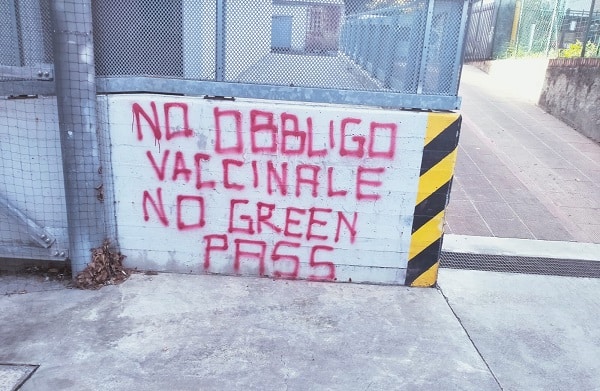 NO OBBLIGO
VACCINALE
NO GREEN
PASS